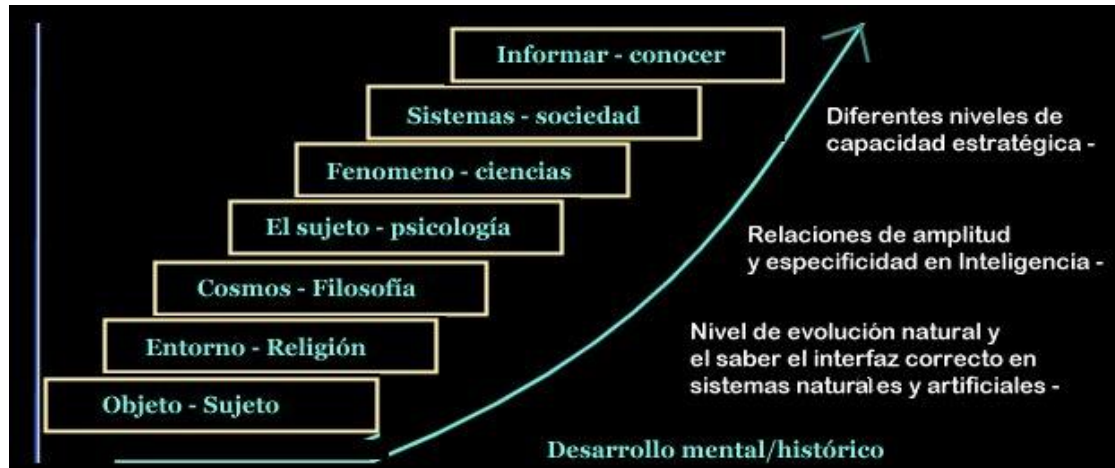 Informar - conocer
Sistemas - sociedad
Fenomeno - ciencias
El sujeto - psicología
Cosmos - Filosofía
Entorno - Religión
Objeto - Sujeto
Diferentes niveles de
capacidad estratégica -
Relaciones de amplitud
y especificidad en Inteligencia -
Nivel de evolución natural y
el saber el interfaz correcto en
sistemas naturales y artificiales -
Desarrollo mental/histórico